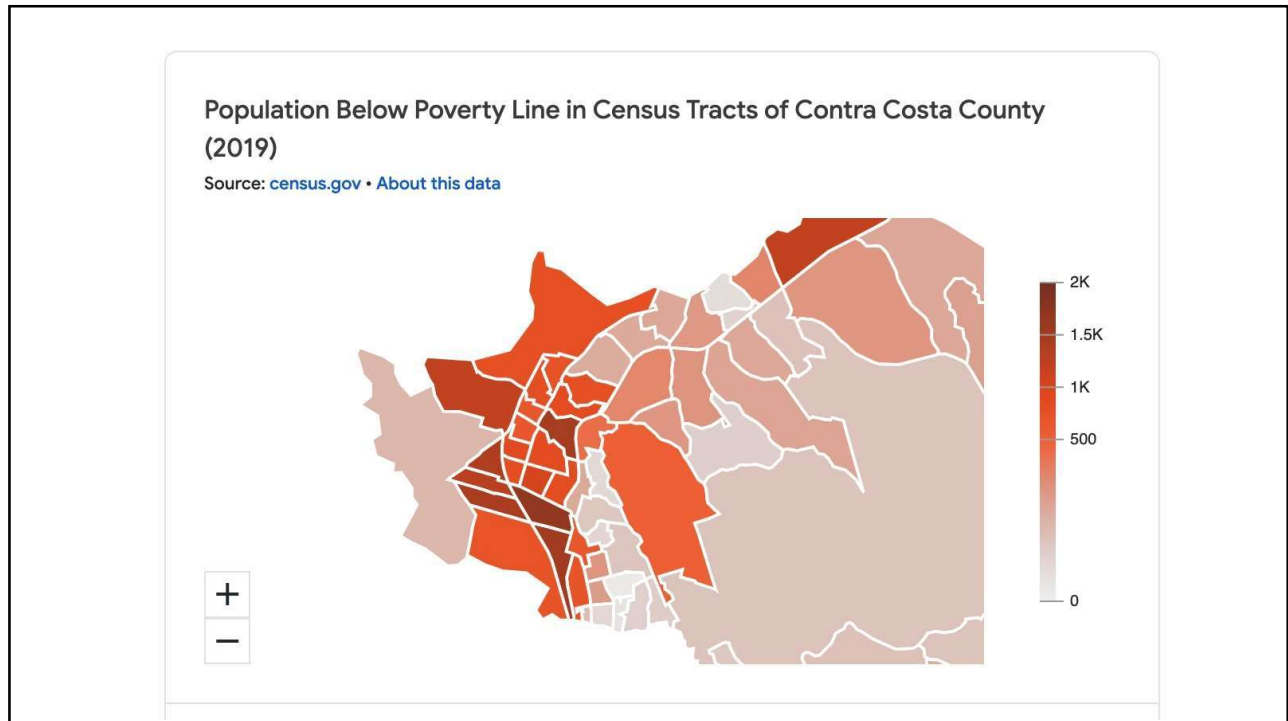 Population Below Poverty Line in Census Tracts of Contra Costa County
(2019)
Source: census.gov • About this data
2K
1.5K
1K
500
0
+
−